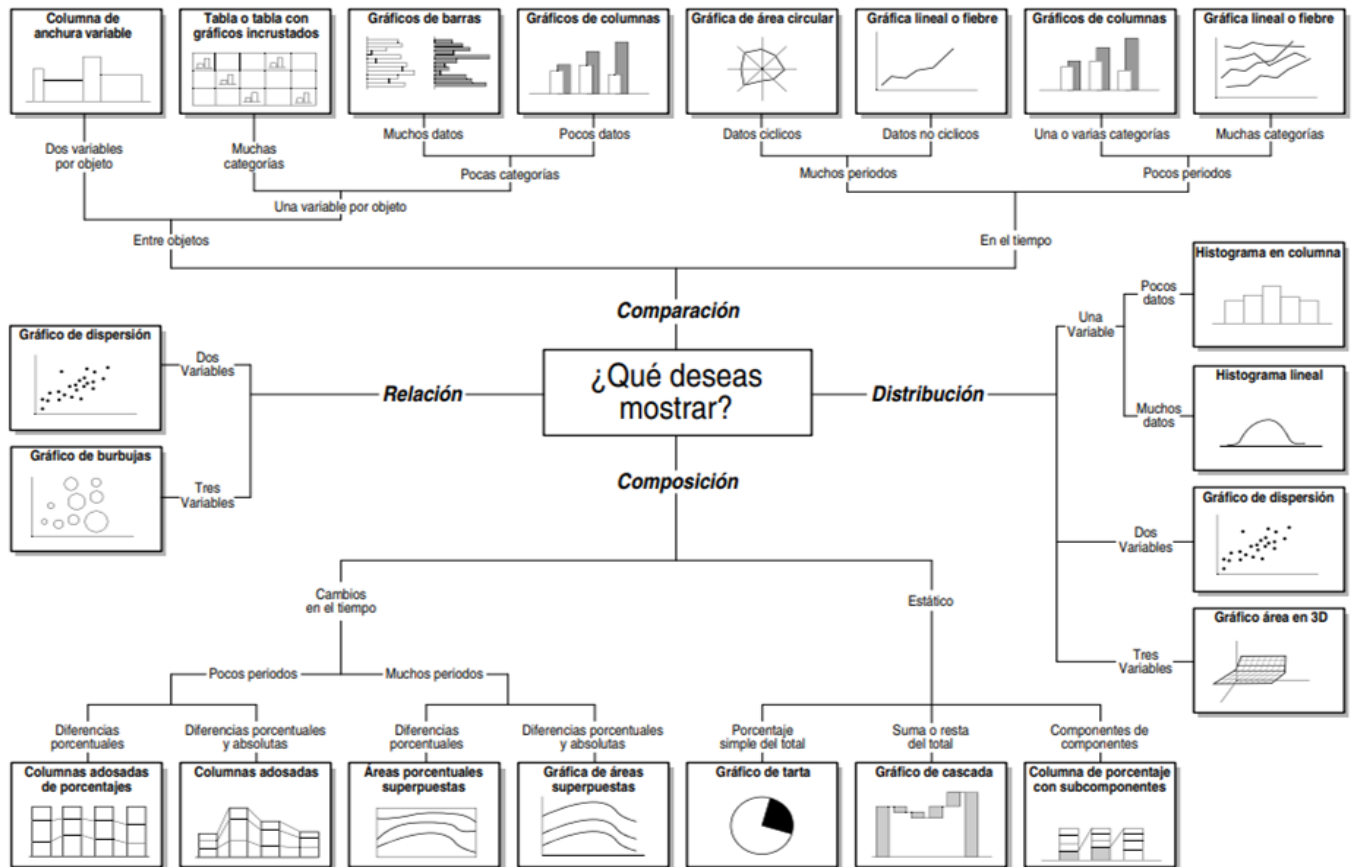 Columna de
anchura variable
Tabla o tabla con
gráficos incrustados
Gráficos de barras
Gráficos de columnas
Gráfica de área circular
Gráfica lineal o fiebre
Gráficos de columnas
Gráfica lineal o fiebre
Dos variables
por objeto
Muchas
categorías
Muchos datos
Pocos datos
Datos ciclicos
Datos no ciclicos
Una o varias categorías
Muchas categorías
Pocas categorías
Muchos periodos
Pocos periodos
Una variable por objeto
Entre objetos
En el tiempo
Comparación
¿Qué deseas
mostrar?
Relación
Dos
Variables
Gráfico de dispersión
Tres
Variables
Gráfico de burbujas
Distribución
Una
Variable
Pocos
datos
Histograma en columna
Muchos
datos
Histograma lineal
Dos
Variables
Gráfico de dispersión
Tres
Variables
Gráfico área en 3D
Composición
Cambios
en el tiempo
Estático
Pocos periodos
Muchos periodos
Diferencias
porcentuales
Diferencias porcentuales
y absolutas
Diferencias
porcentuales
Diferencias porcentuales
y absolutas
Porcentaje
simple del total
Suma o resta
del total
Componentes de
componentes
Columnas adosadas
de porcentajes
Columnas adosadas
Áreas porcentuales
superpuestas
Gráfica de áreas
superpuestas
Gráfico de tarta
Gráfico de cascada
Columna de porcentaje
con subcomponentes